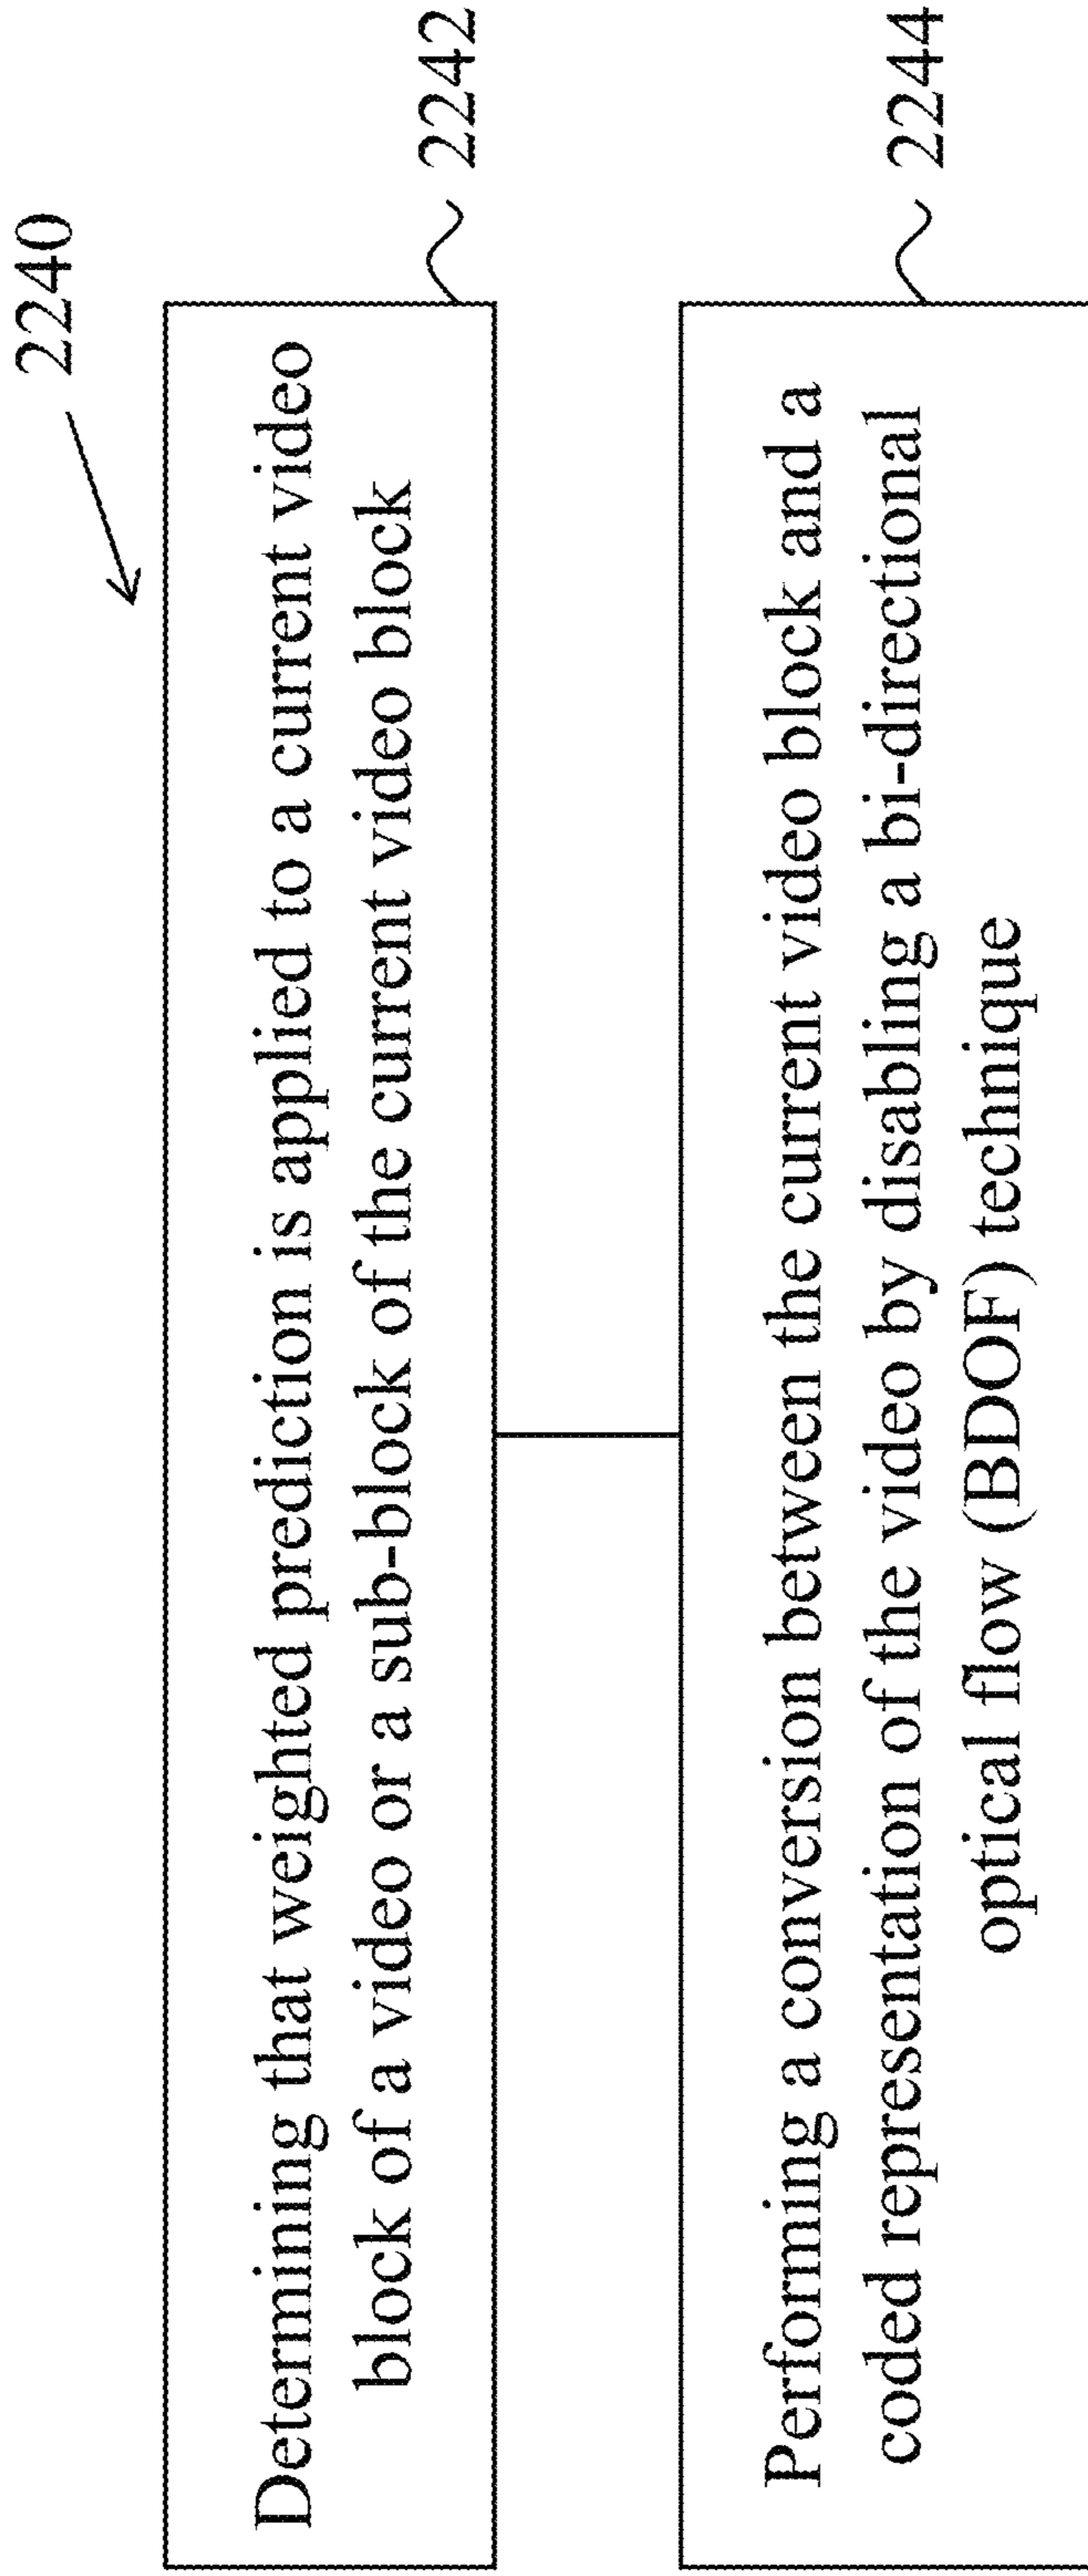 2240
Determining that weighted prediction is applied to a current video
block of a video or a sub-block of the current video block
2242
Performing a conversion between the current video block and a
coded representation of the video by disabling a bi-directional
optical flow (BDOF) technique
2244